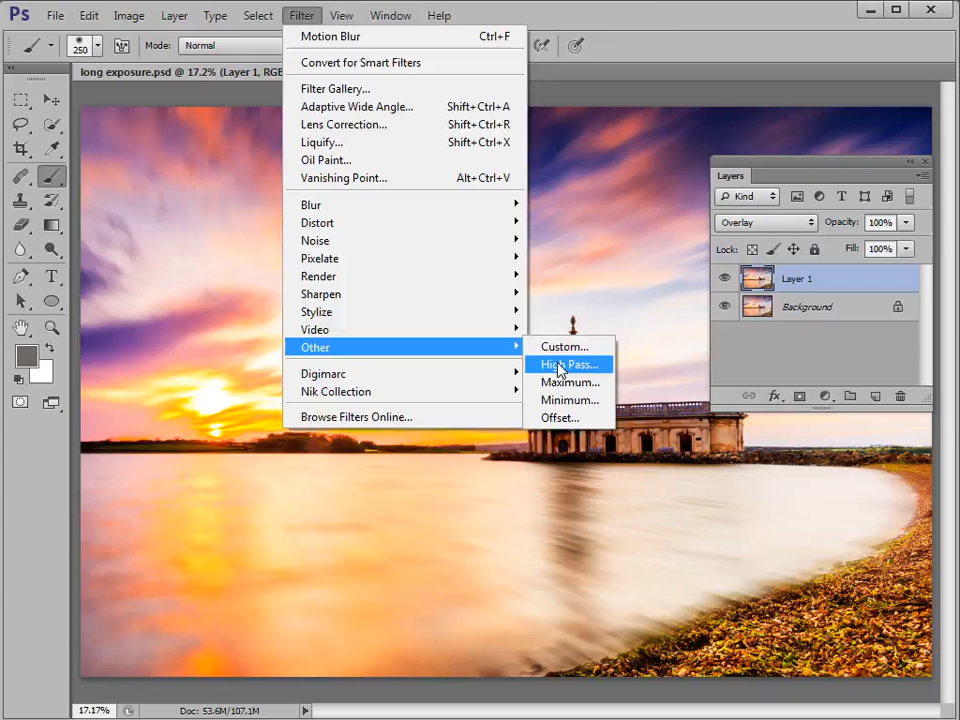 Ps File Edit Image Layer Type Select Filter View Window Help
250 Mode: Normal
long exposure.psd @ 17.2% (Layer 1, RGB
Motion Blur Ctrl+F
Convert for Smart Filters
Filter Gallery...
Adaptive Wide Angle... Shift+Ctrl+A
Lens Correction... Shift+Ctrl+R
Liquify... Shift+Ctrl+X
Oil Paint...
Vanishing Point... Alt+Ctrl+V
Blur
Distort
Noise
Pixelate
Render
Sharpen
Stylize
Video
Other
Digimarc
Nik Collection
Browse Filters Online...
Custom...
High Pass...
Maximum...
Minimum...
Offset...
Layers
Kind
Overlay Opacity: 100%
Lock: Fill: 100%
Layer 1
Background
17.17% Doc: 53.6M/107.1M